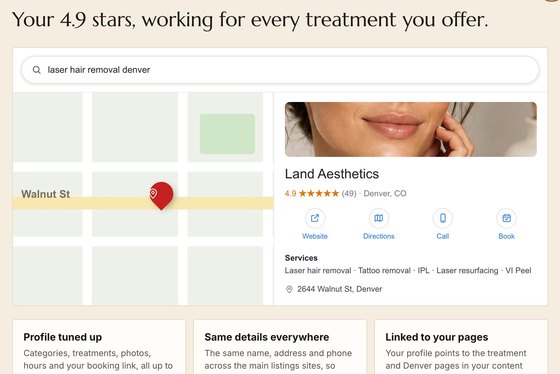 Your 4.9 stars, working for every treatment you offer.
laser hair removal denver
Walnut St
Land Aesthetics
4.9 ★★★★★ (49) · Denver, CO
Website Directions Call Book
Services
Laser hair removal · Tattoo removal · IPL · Laser resurfacing · VI Peel
2644 Walnut St, Denver
Profile tuned up
Categories, treatments, photos,
hours and your booking link, all up to
Same details everywhere
The same name, address and phone
across the main listings sites, so
Linked to your pages
Your profile points to the treatment
and Denver pages in your content